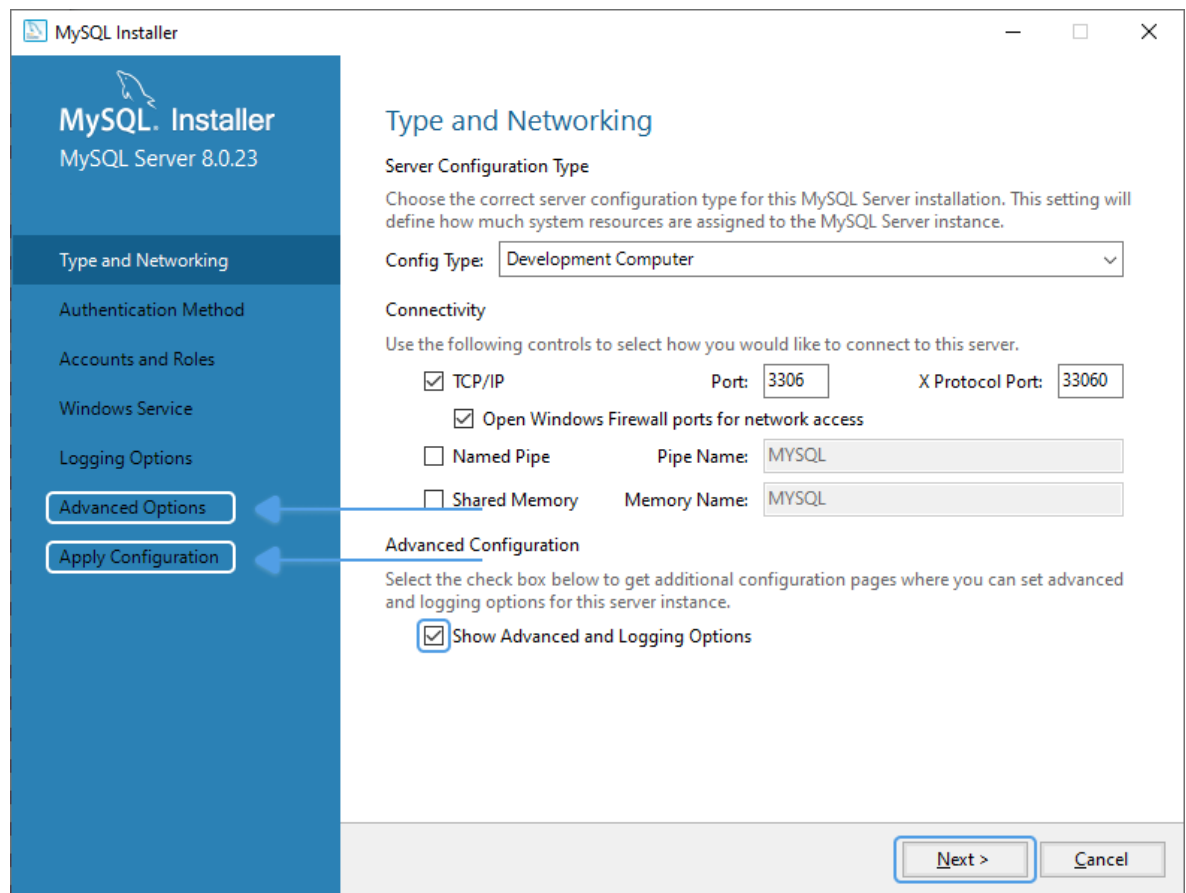 MySQL Installer
MySQL. Installer
MySQL Server 8.0.23
Type and Networking
Authentication Method
Accounts and Roles
Windows Service
Logging Options
Advanced Options
Apply Configuration
Type and Networking
Server Configuration Type
Choose the correct server configuration type for this MySQL Server installation. This setting will
define how much system resources are assigned to the MySQL Server instance.
Config Type: Development Computer
Connectivity
Use the following controls to select how you would like to connect to this server.
TCP/IP Port: 3306 X Protocol Port: 33060
Open Windows Firewall ports for network access
Named Pipe Pipe Name: MYSQL
Shared Memory Memory Name: MYSQL
Advanced Configuration
Select the check box below to get additional configuration pages where you can set advanced
and logging options for this server instance.
Show Advanced and Logging Options
Next > Cancel